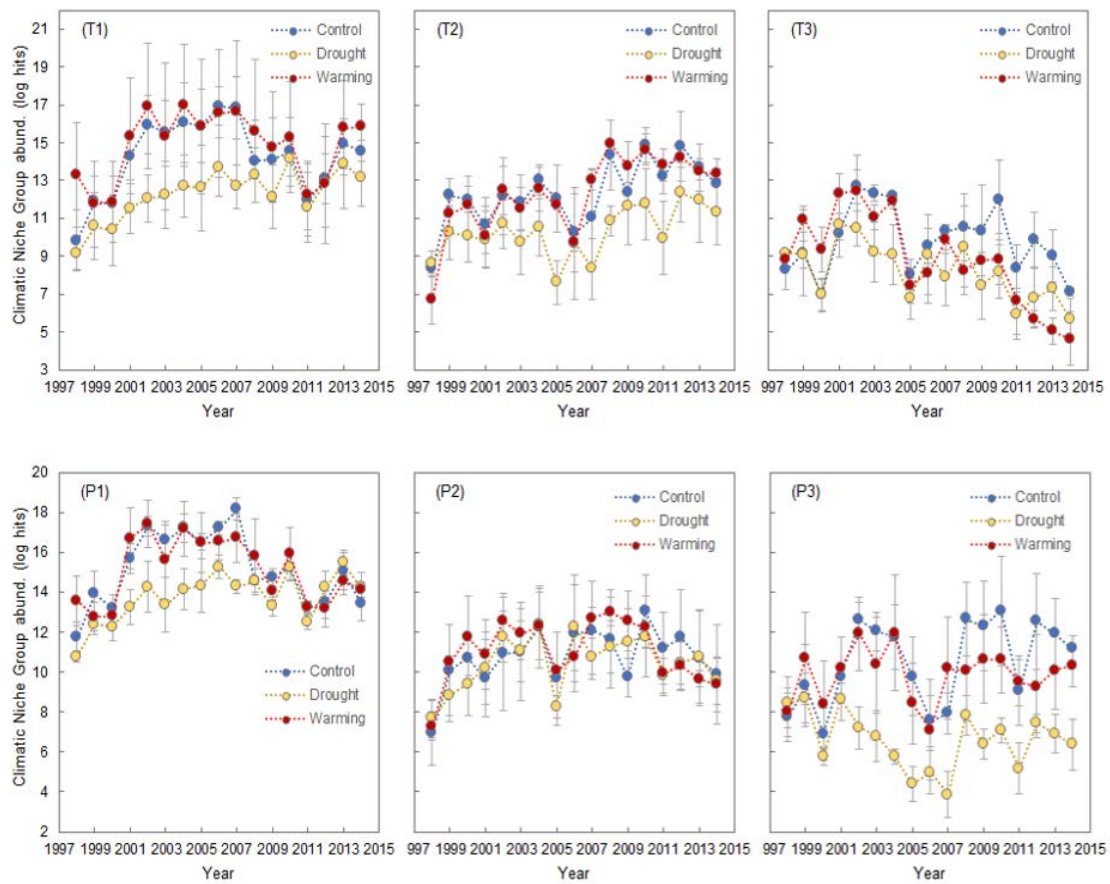 (T1)
Control
Drought
Warming
(T2)
Control
Drought
Warming
(T3)
Control
Drought
Warming
Climatic Niche Group abund. (log hits)
21
19
17
15
13
11
9
7
5
3
1997 1999 2001 2003 2005 2007 2009 2011 2013 2015
1997 1999 2001 2003 2005 2007 2009 2011 2013 2015
1997 1999 2001 2003 2005 2007 2009 2011 2013 2015
Year
Year
Year
(P1)
Control
Drought
Warming
(P2)
Control
Drought
Warming
(P3)
Control
Drought
Warming
Climatic Niche Group abund. (log hits)
20
18
16
14
12
10
8
6
4
2
1997 1999 2001 2003 2005 2007 2009 2011 2013 2015
997 1999 2001 2003 2005 2007 2009 2011 2013 2015
1997 1999 2001 2003 2005 2007 2009 2011 2013 2015
Year
Year
Year